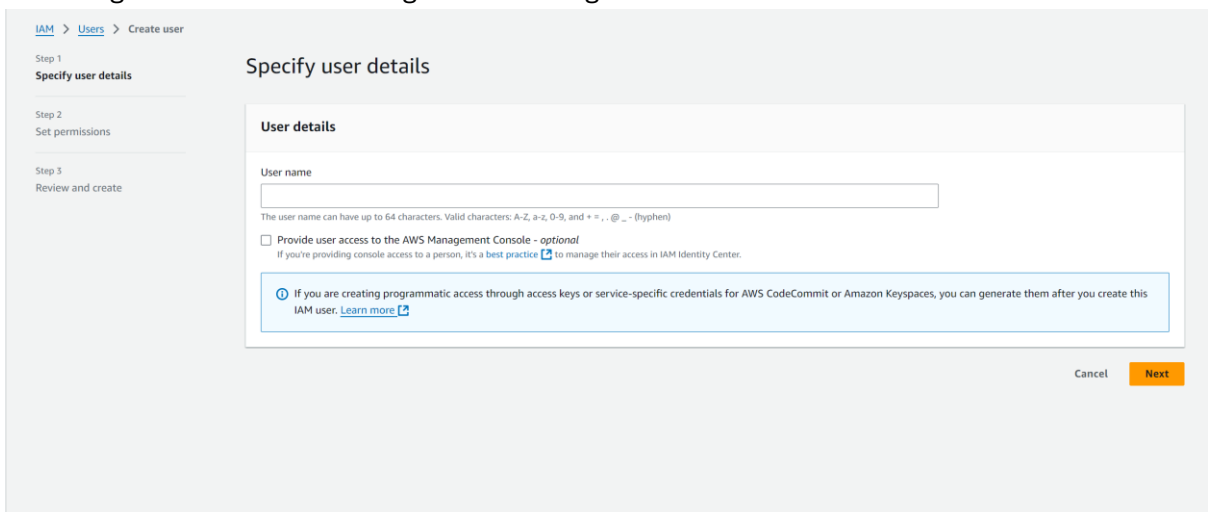 IAM > Users > Create user
Step 1
Specify user details
Step 2
Set permissions
Step 3
Review and create
Specify user details
User details
User name
The user name can have up to 64 characters. Valid characters: A-Z, a-z, 0-9, and + = , . @ _ - (hyphen)
Provide user access to the AWS Management Console - optional
If you're providing console access to a person, it's a best practice to manage their access in IAM Identity Center.
If you are creating programmatic access through access keys or service-specific credentials for AWS CodeCommit or Amazon Keyspaces, you can generate them after you create this
IAM user. Learn more
Cancel
Next